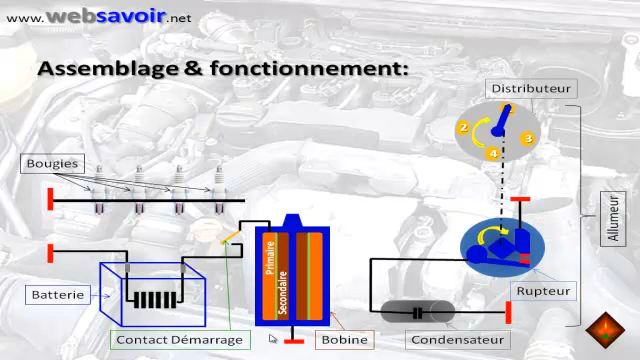 www.websavoir.net
Assemblage & fonctionnement:
Distributeur
2
3
4
Bougies
Allumeur
Primaire
Secondaire
Batterie
Rupteur
Contact Démarrage
Bobine
Condensateur